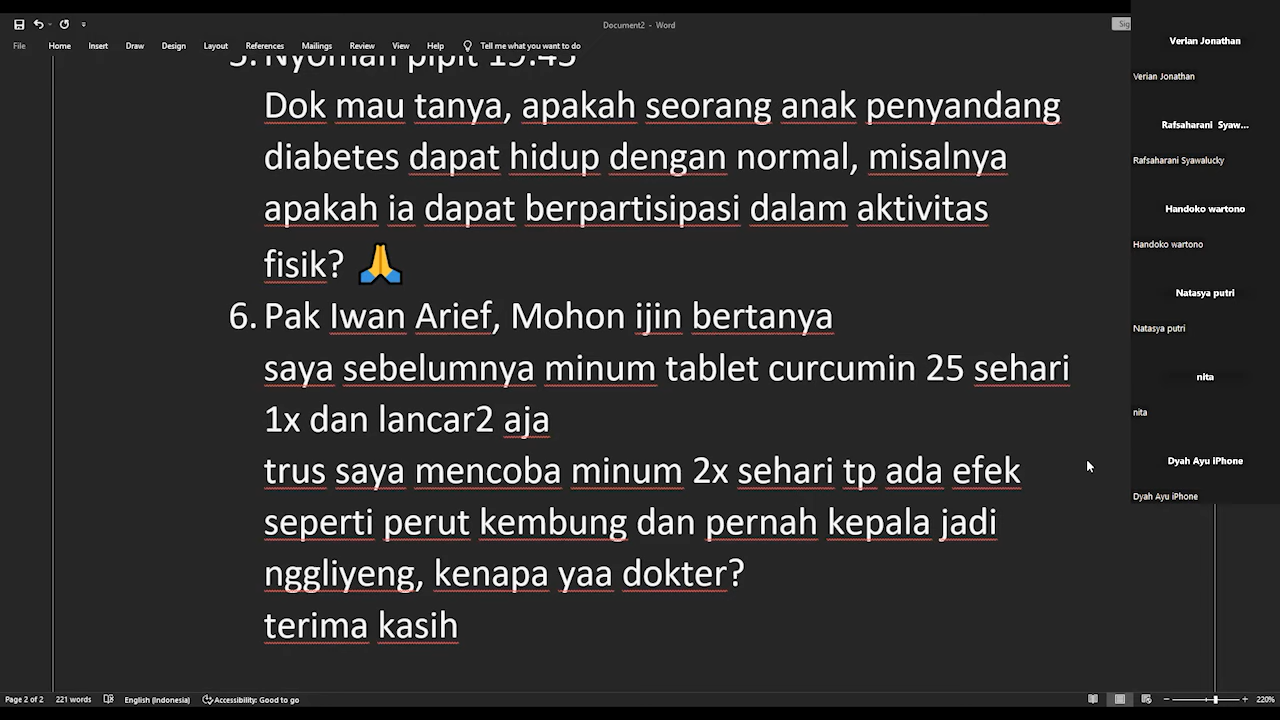 Document2 - Word
Sig
File Home Insert Draw Design Layout References Mailings Review View Help Tell me what you want to do
5. Nyoman pipit 19.45
Dok mau tanya, apakah seorang anak penyandang
diabetes dapat hidup dengan normal, misalnya
apakah ia dapat berpartisipasi dalam aktivitas
fisik? 🙏
6. Pak Iwan Arief, Mohon ijin bertanya
saya sebelumnya minum tablet curcumin 25 sehari
1x dan lancar2 aja
trus saya mencoba minum 2x sehari tp ada efek
seperti perut kembung dan pernah kepala jadi
nggliyeng, kenapa yaa dokter?
terima kasih
Verian Jonathan
Verian Jonathan
Rafsaharani Syaw...
Rafsaharani Syawalucky
Handoko wartono
Handoko wartono
Natasya putri
Natasya putri
nita
nita
Dyah Ayu iPhone
Dyah Ayu iPhone
Page 2 of 2 221 words English (Indonesia) Accessibility: Good to go 220%